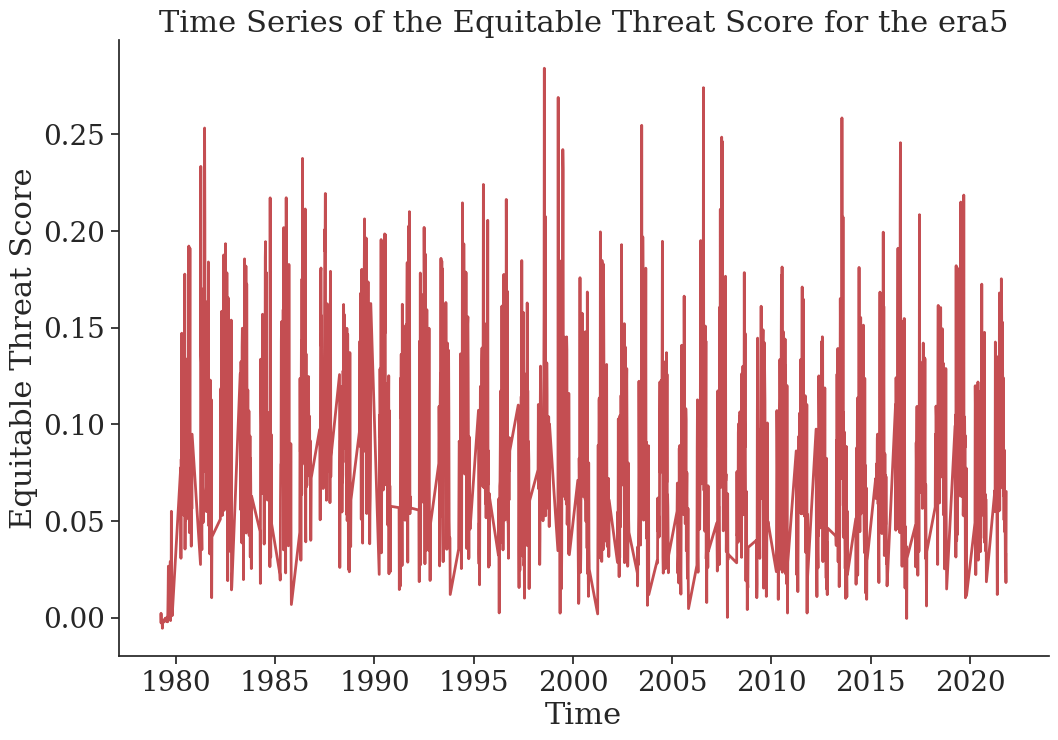 Time Series of the Equitable Threat Score for the era5
Equitable Threat Score
0.25
0.20
0.15
0.10
0.05
0.00
1980 1985 1990 1995 2000 2005 2010 2015 2020
Time